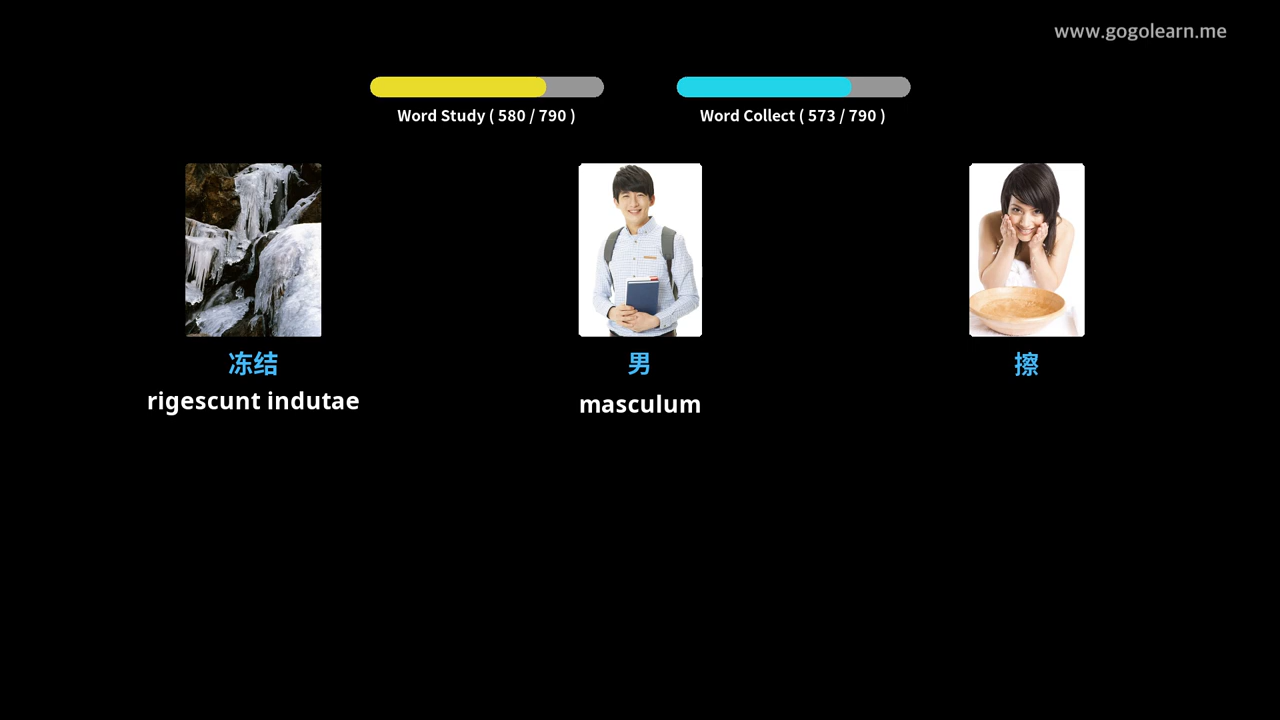 www.gogolearn.me
Word Study ( 580 / 790 )
Word Collect ( 573 / 790 )
冻结
男
擦
rigescunt indutae
masculum